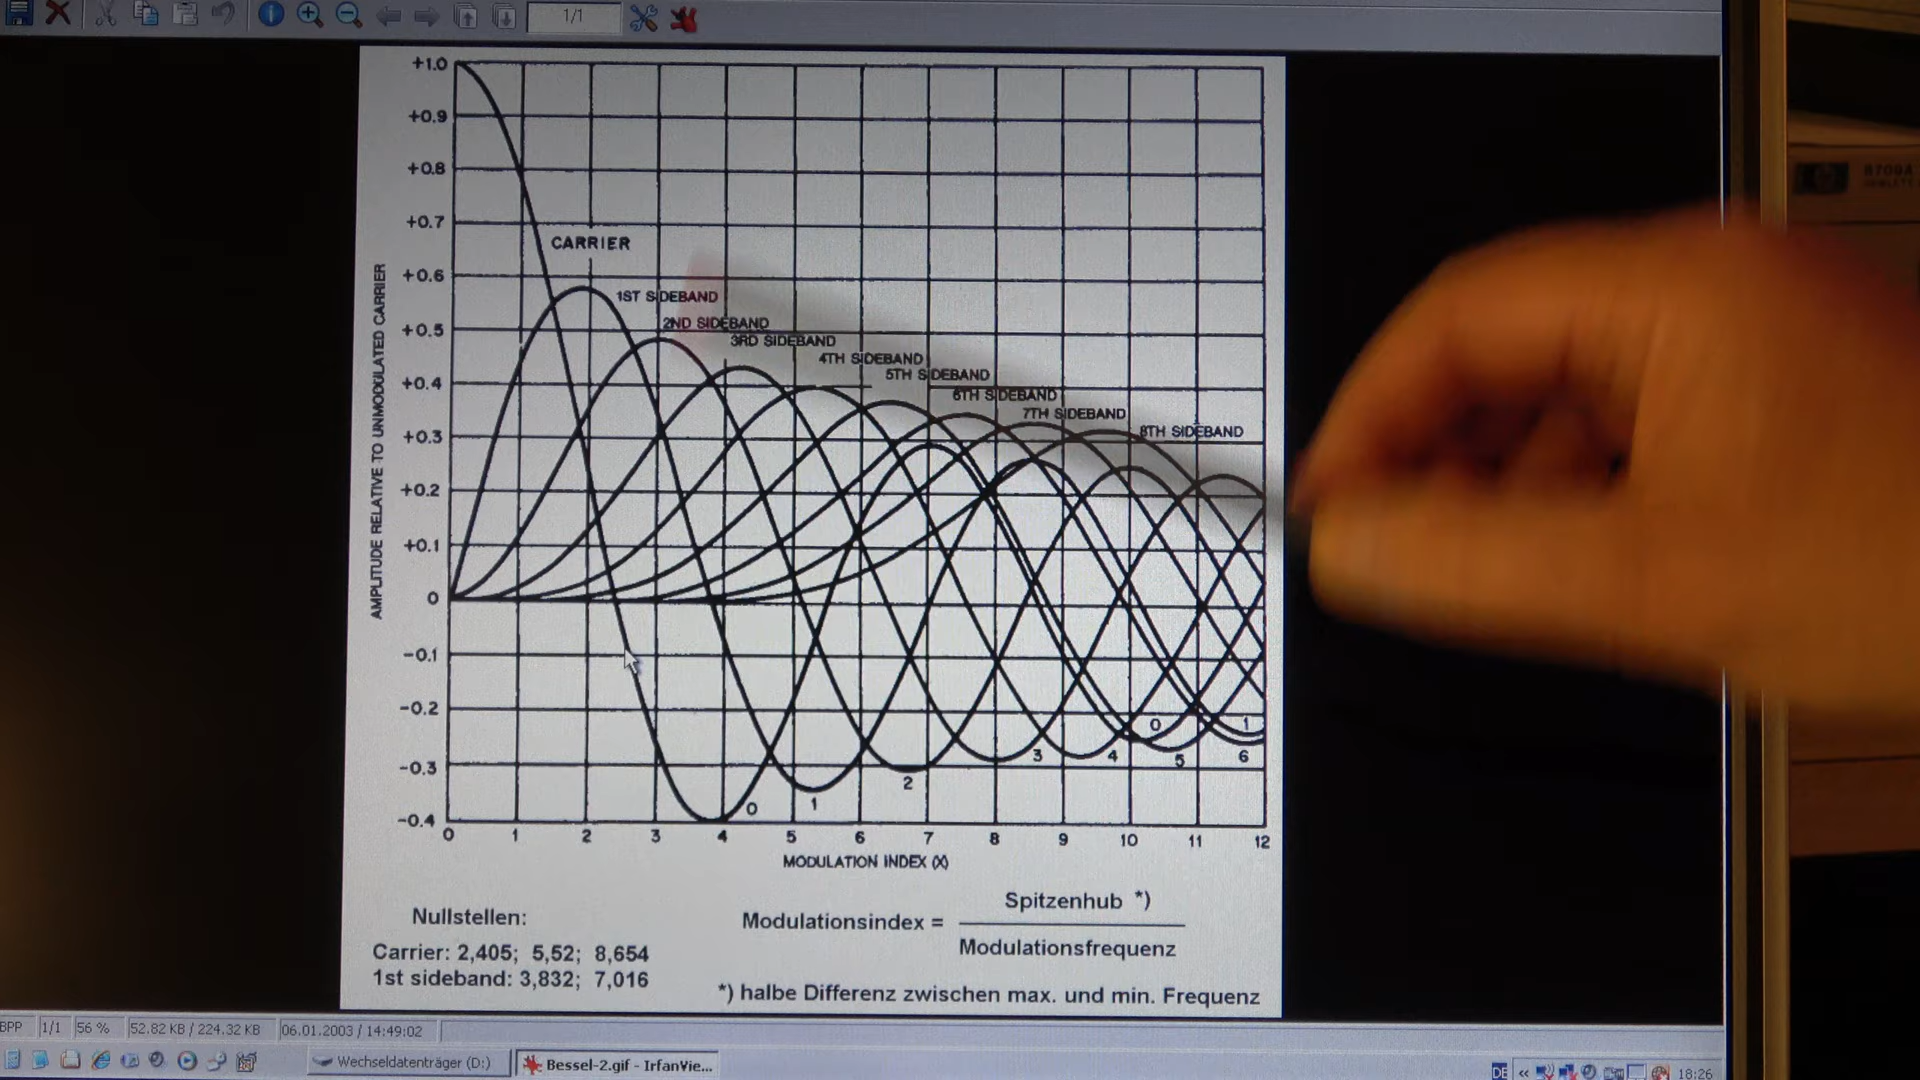 1/1
+1.0
+0.9
+0.8
+0.7
CARRIER
+0.6
1ST SIDEBAND
2ND SIDEBAND
+0.5
3RD SIDEBAND
4TH SIDEBAND
5TH SIDEBAND
+0.4
6TH SIDEBAND
7TH SIDEBAND
8TH SIDEBAND
+0.3
+0.2
+0.1
0
-0.1
-0.2
-0.3
-0.4
AMPLITUDE RELATIVE TO UNMODULATED CARRIER
0 1 2 3 4 5 6 0 1
0 1 2 3 4 5 6 7 8 9 10 11 12
MODULATION INDEX (X)
Nullstellen:
Carrier: 2,405; 5,52; 8,654
1st sideband: 3,832; 7,016
Modulationsindex =
Spitzenhub *)
Modulationsfrequenz
*) halbe Differenz zwischen max. und min. Frequenz
BPP 1/1 56 % 52.82 KB / 224.32 KB 06.01.2003 / 14:49:02
Wechseldatenträger (D:) Bessel-2.gif - IrfanVie... DE « 18:26